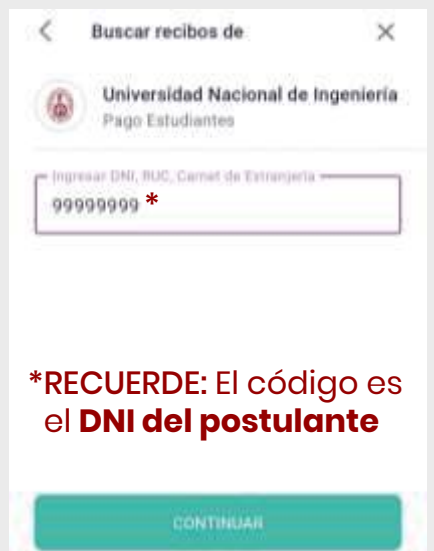 Buscar recibos de
Universidad Nacional de Ingeniería
Pago Estudiantes
Ingresar DNI, RUC, Carnet de Extranjería
99999999 *
*RECUERDE: El código es
el DNI del postulante
CONTINUAR